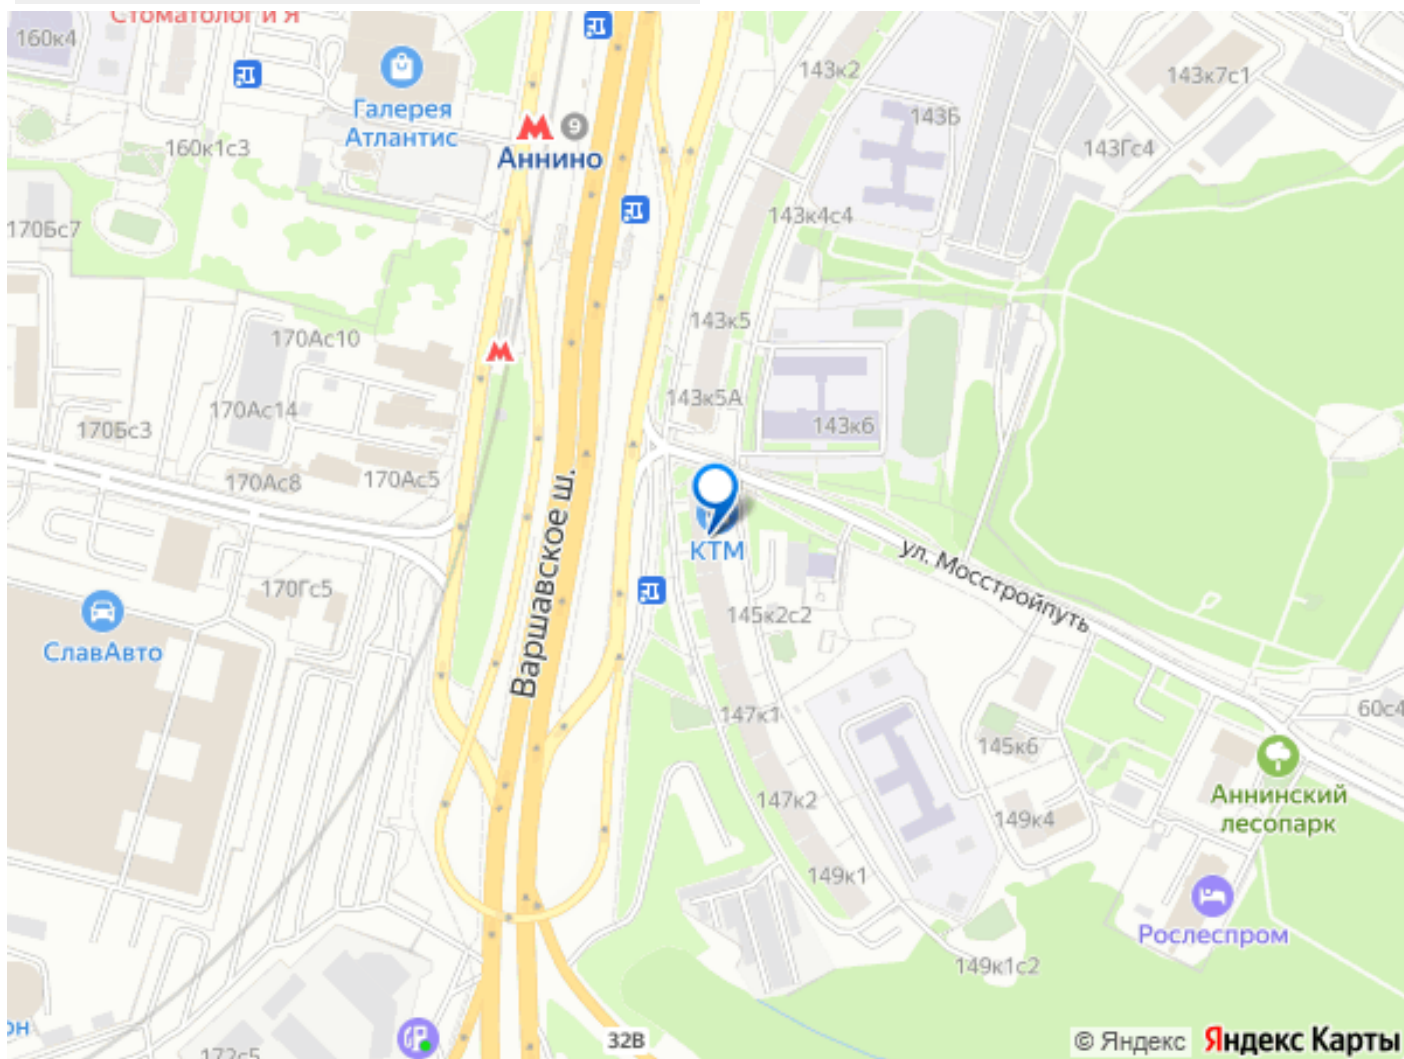 Стоматолог и Я
160к4
Галерея
Атлантис
160к1с3
Аннино
9
143к2
143Б
143к7с1
143Гс4
143к4с4
170Бс7
170Ас10
143к5
170Ас14
170Бс3
143к5А
143к6
170Ас8
170Ас5
Варшавское ш.
КТМ
ул. Мосстройпуть
170Гс5
СлавАвто
145к2с2
147к1
145к6
60с4
147к2
149к4
Аннинский
лесопарк
149к1
Рослеспром
149к1с2
он
172с5
32В
© Яндекс
Яндекс Карты